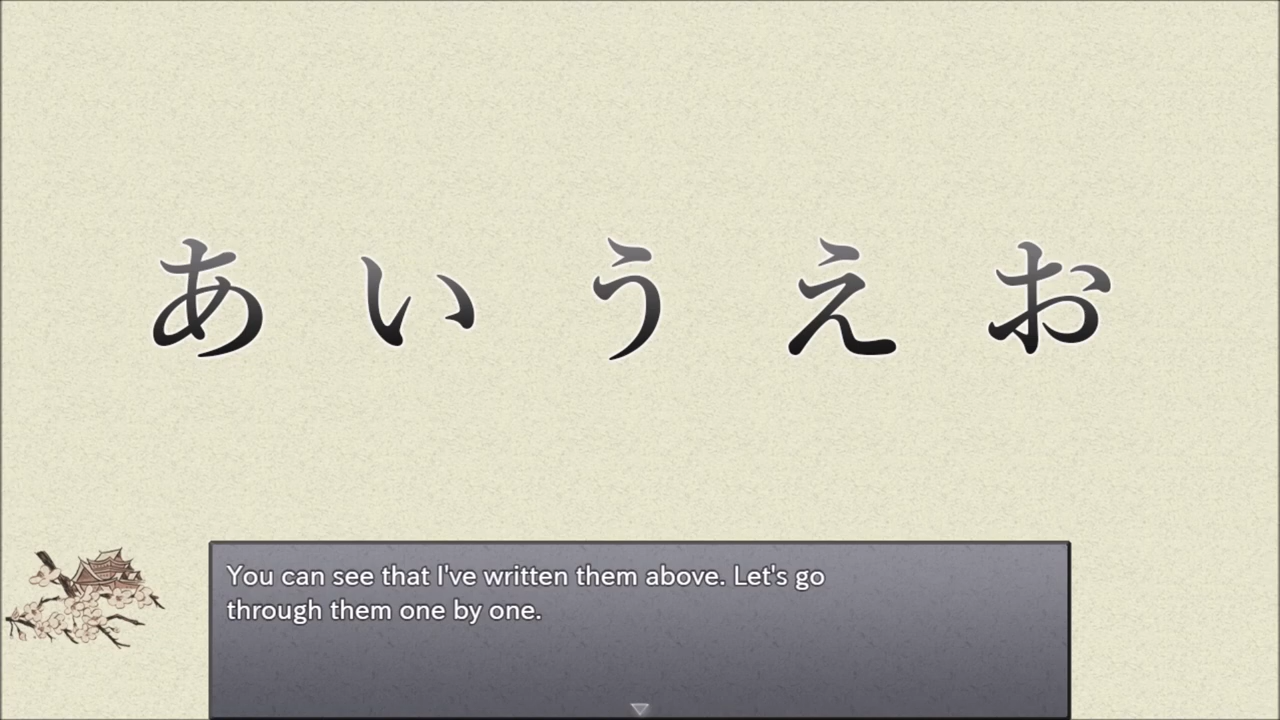 あ い う え お
You can see that I've written them above. Let's go
through them one by one.